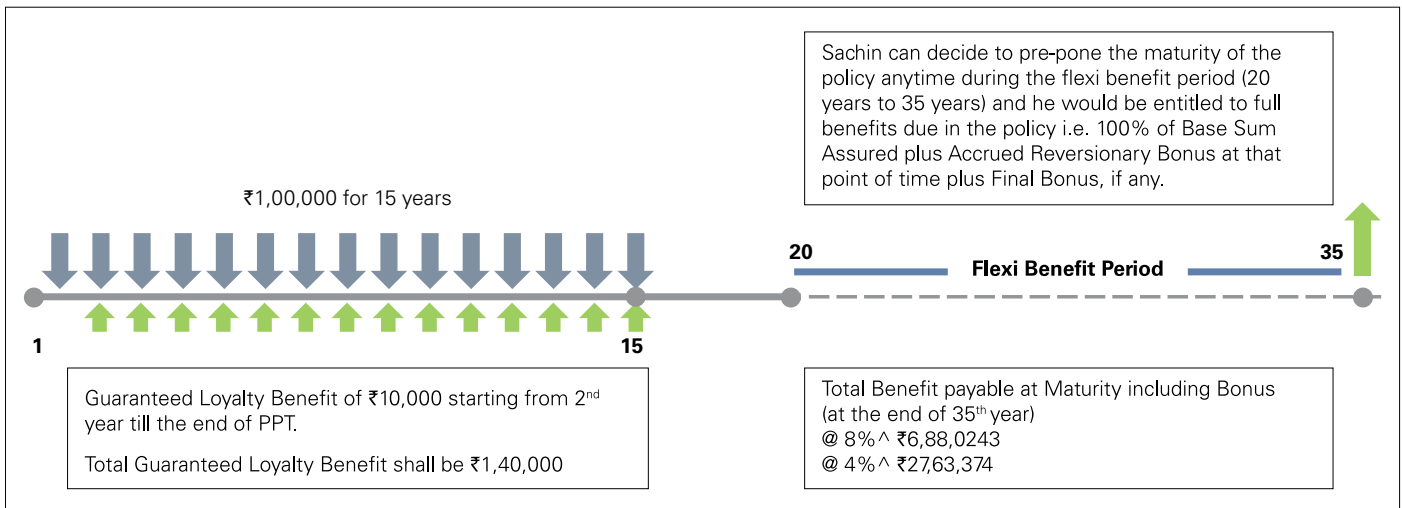 Sachin can decide to pre-pone the maturity of the
policy anytime during the flexi benefit period (20
years to 35 years) and he would be entitled to full
benefits due in the policy i.e. 100% of Base Sum
Assured plus Accrued Reversionary Bonus at that
point of time plus Final Bonus, if any.
₹1,00,000 for 15 years
20
Flexi Benefit Period
35
1
15
Guaranteed Loyalty Benefit of ₹10,000 starting from 2nd
year till the end of PPT.
Total Guaranteed Loyalty Benefit shall be ₹1,40,000
Total Benefit payable at Maturity including Bonus
(at the end of 35th year)
@ 8%^ ₹6,88,0243
@ 4%^ ₹27,63,374